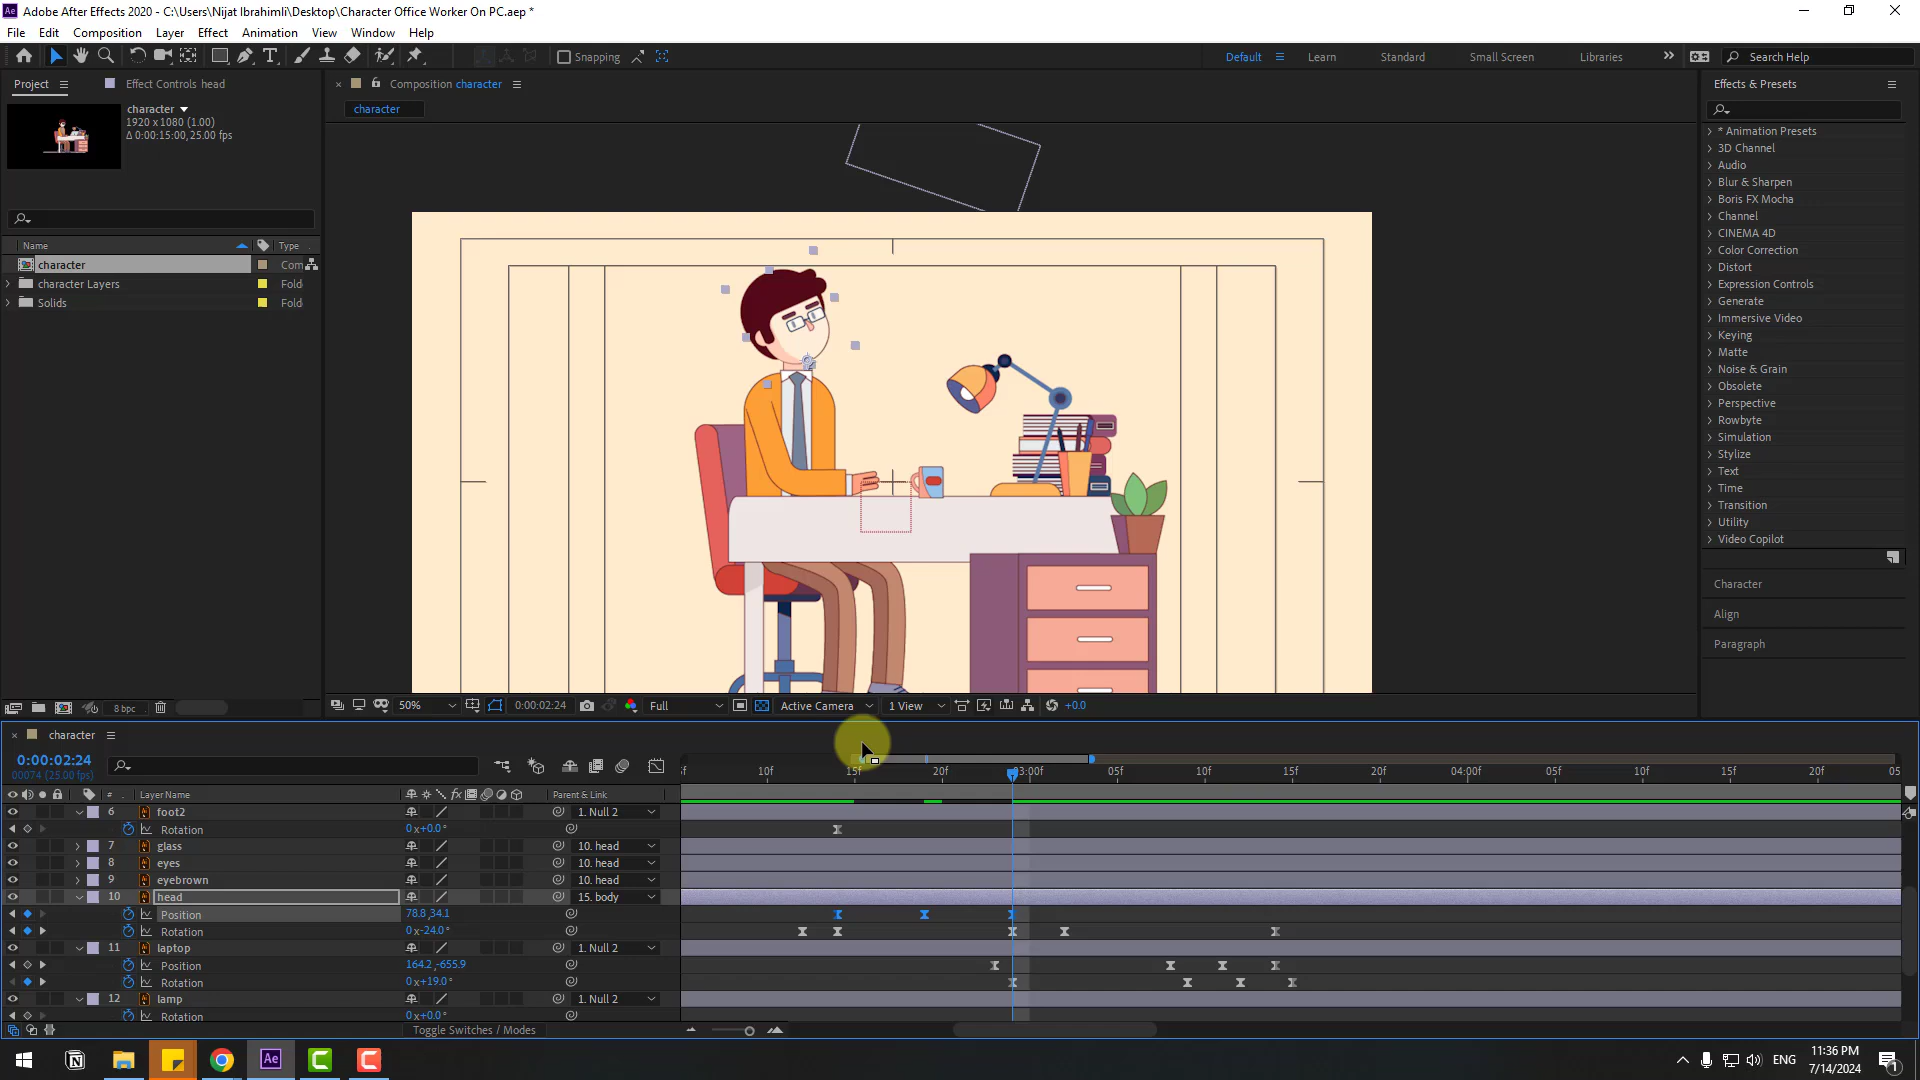 Adobe After Effects 2020 - C:\Users\Nijat Ibrahimli\Desktop\Character Office Worker On PC.aep *
File Edit Composition Layer Effect Animation View Window Help
Snapping
Default Learn Standard Small Screen Libraries Search Help
Project Effect Controls head
Composition character
Effects & Presets
character
1920 x 1080 (1.00)
Δ 0:00:15:00, 25.00 fps
character
Name Type
character Com
character Layers Fold
Solids Fold
* Animation Presets
3D Channel
Audio
Blur & Sharpen
Boris FX Mocha
Channel
CINEMA 4D
Color Correction
Distort
Expression Controls
Generate
Immersive Video
Keying
Matte
Noise & Grain
Obsolete
Perspective
Rowbyte
Simulation
Stylize
Text
Time
Transition
Utility
Video Copilot
Character
Align
Paragraph
8 bpc
50% 0:00:02:24 Full Active Camera 1 View +0.0
character
0:00:02:24
00074 (25.00 fps)
10f 15f 20f 03:00f 05f 10f 15f 20f 04:00f 05f 10f 15f 20f 05
# Layer Name Parent & Link
6 foot2 1. Null 2
Rotation 0x+0.0°
7 glass 10. head
8 eyes 10. head
9 eyebrown 10. head
10 head 15. body
Position 78.8,34.1
Rotation 0x-24.0°
11 laptop 1. Null 2
Position 164.2,-655.9
Rotation 0x+19.0°
12 lamp 1. Null 2
Rotation 0x+0.0°
Toggle Switches / Modes
ENG
11:36 PM
7/14/2024